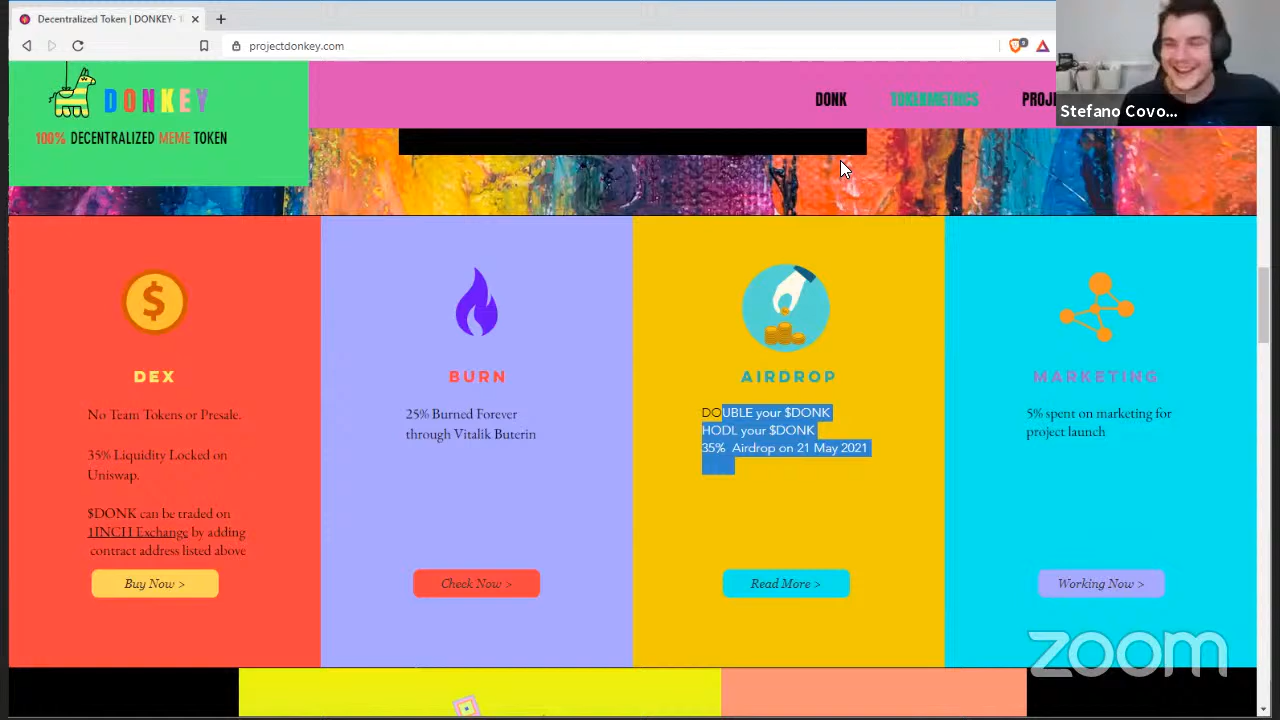 Decentralized Token | DONKEY-
projectdonkey.com
DONKEY
100% DECENTRALIZED MEME TOKEN
DONK
TOKENMETRICS
Stefano Covo...
DEX
No Team Tokens or Presale.
35% Liquidity Locked on
Uniswap.
$DONK can be traded on
1INCH Exchange by adding
contract address listed above
Buy Now >
BURN
25% Burned Forever
through Vitalik Buterin
Check Now >
AIRDROP
DOUBLE your $DONK
HODL your $DONK
35% Airdrop on 21 May 2021
Read More >
MARKETING
5% spent on marketing for
project launch
Working Now >
zoom